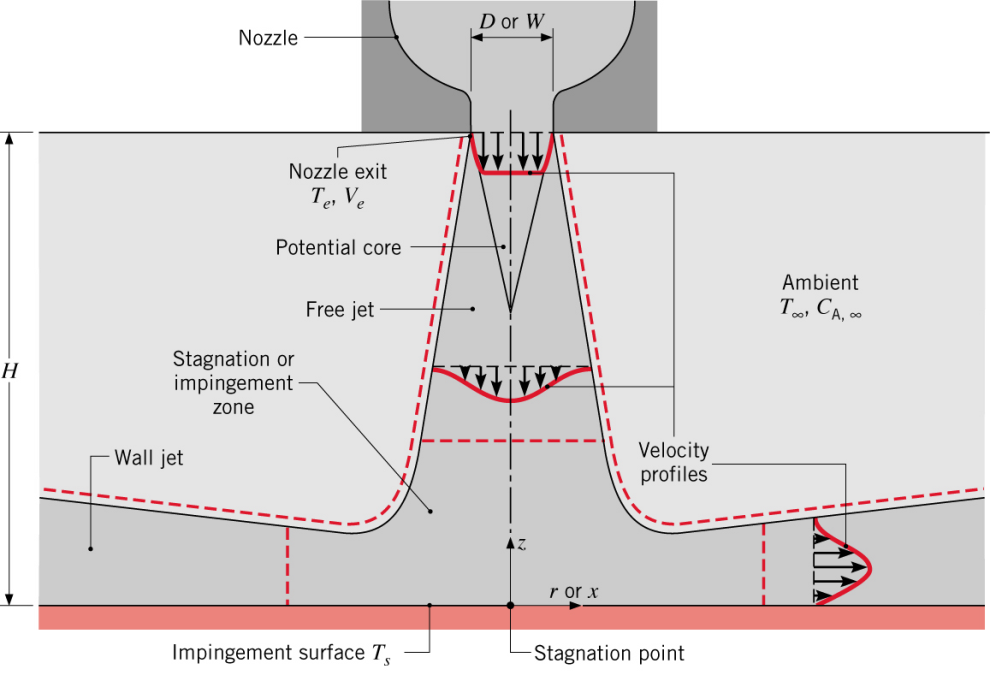 D or W
Nozzle
Nozzle exit
Te, Ve
Potential core
Free jet
Ambient
T∞, CA, ∞
Stagnation or
impingement
zone
H
Wall jet
Velocity
profiles
z
r or x
Impingement surface Ts
Stagnation point